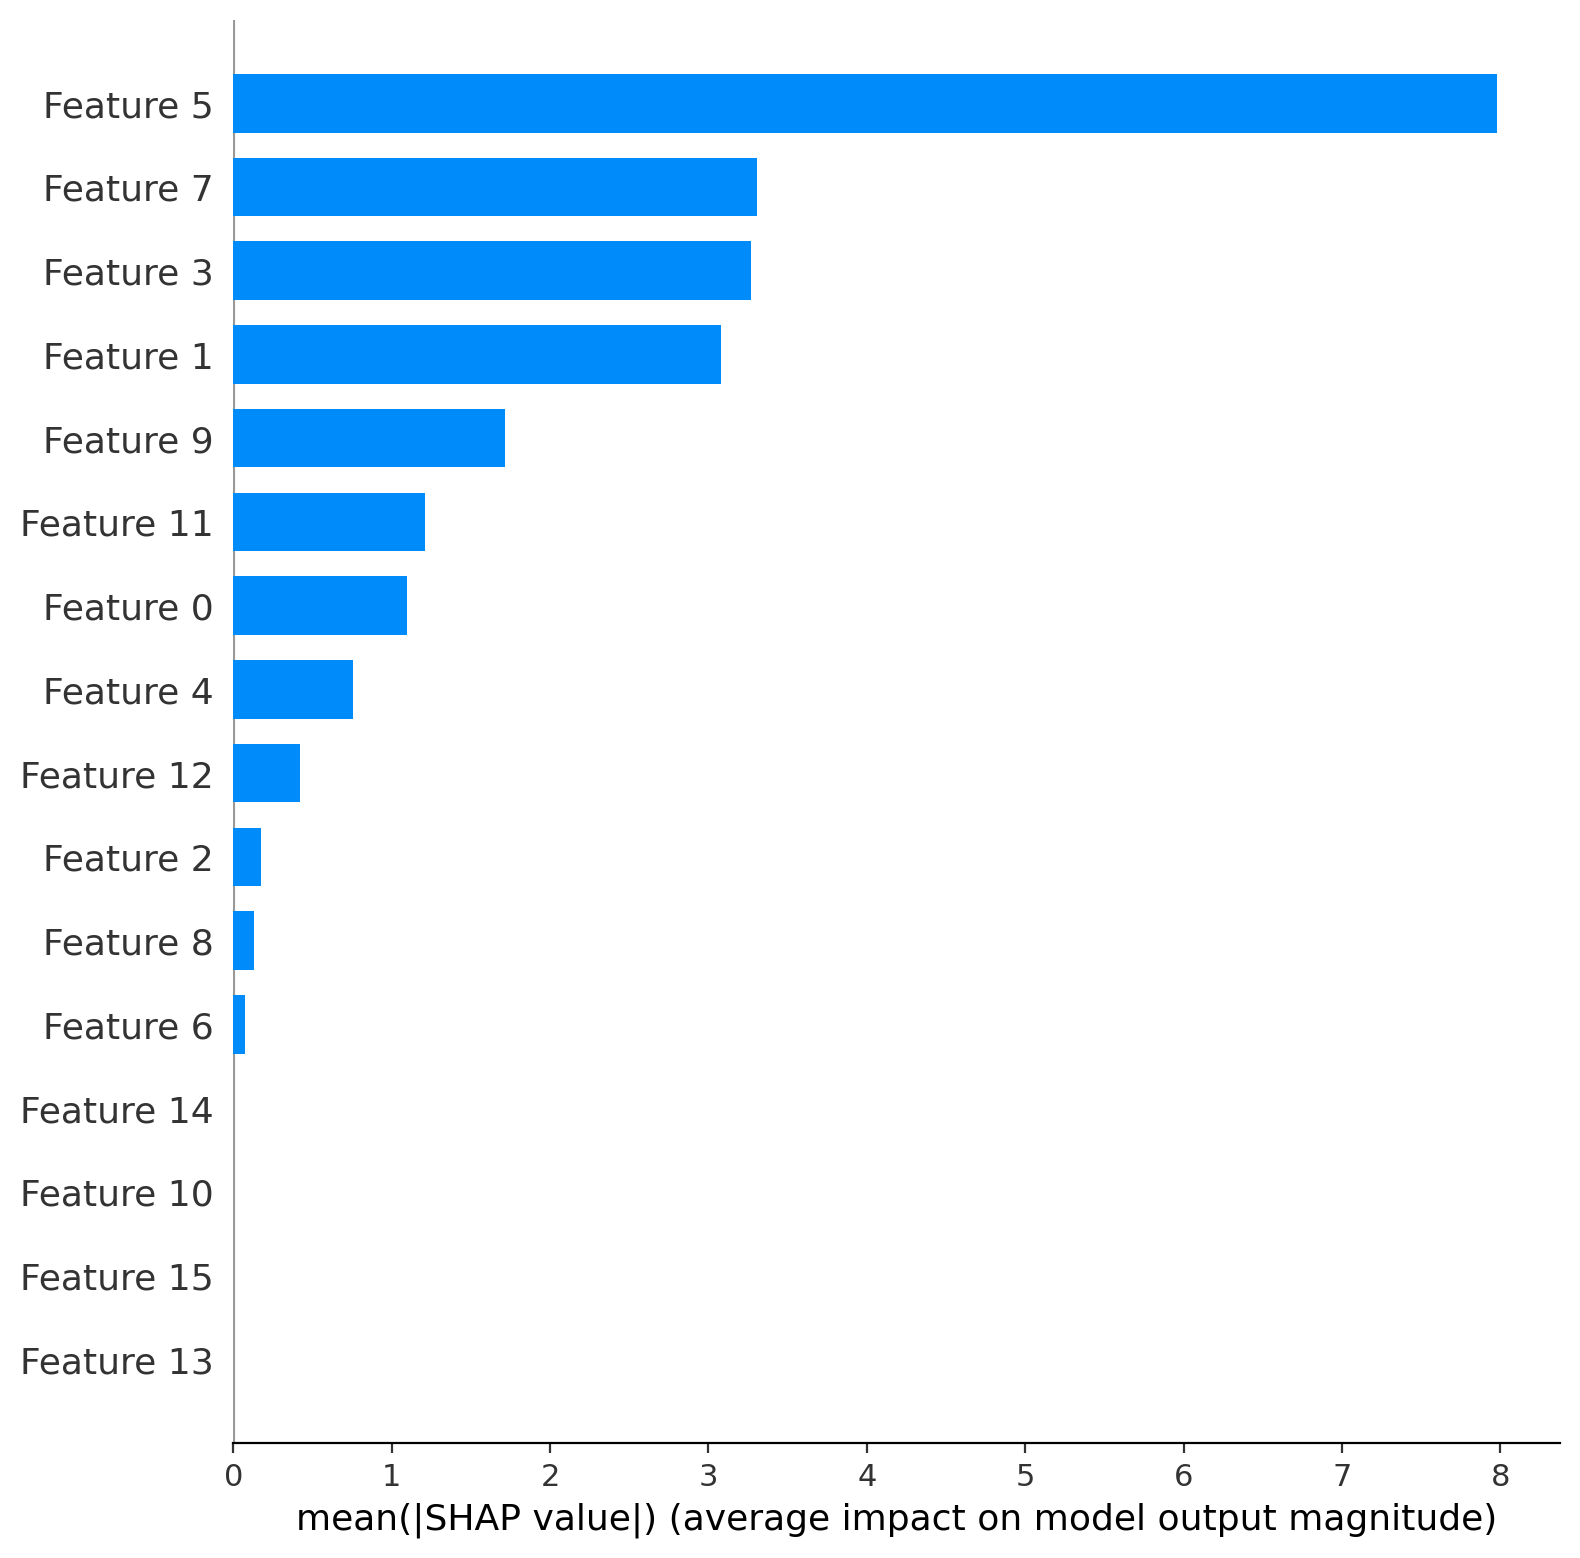 Feature 5
Feature 7
Feature 3
Feature 1
Feature 9
Feature 11
Feature 0
Feature 4
Feature 12
Feature 2
Feature 8
Feature 6
Feature 14
Feature 10
Feature 15
Feature 13
0 1 2 3 4 5 6 7 8
mean(|SHAP value|) (average impact on model output magnitude)